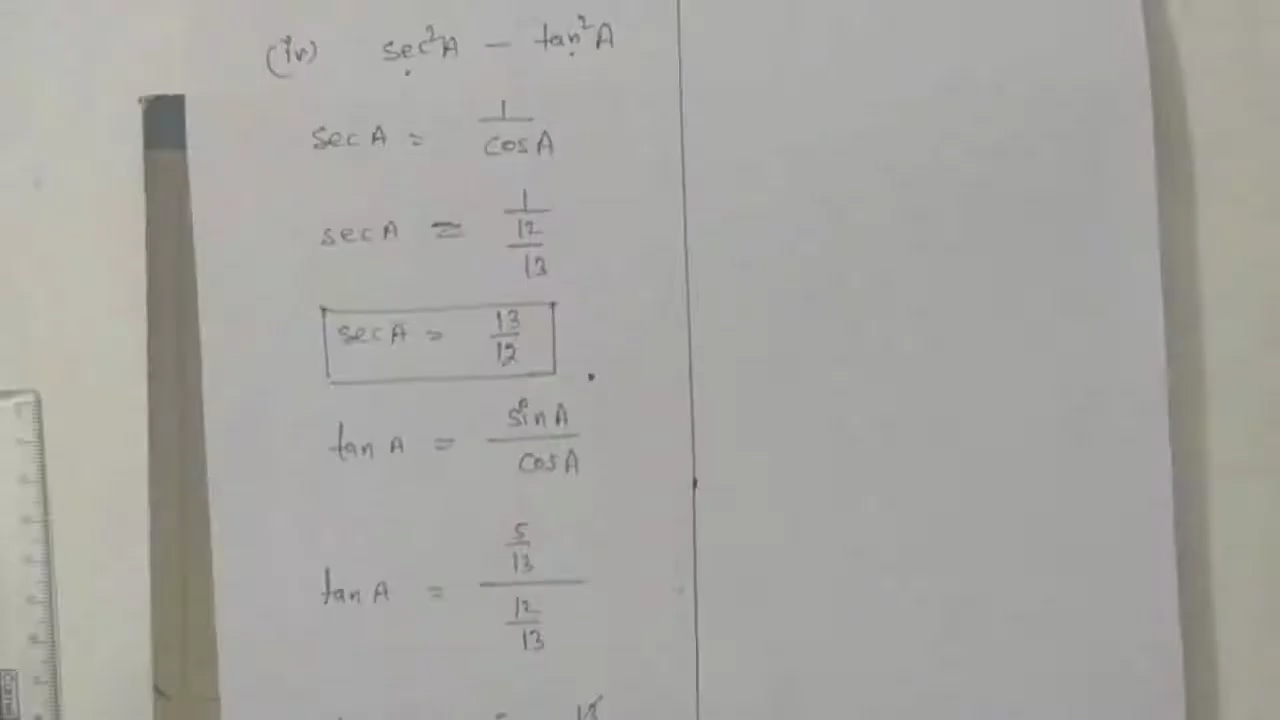 (iv) sec²A - tan²A
sec A = 1/cos A
sec A = 1/(12/13)
sec A = 13/12
tan A = sin A/cos A
tan A = (5/13)/(12/13)